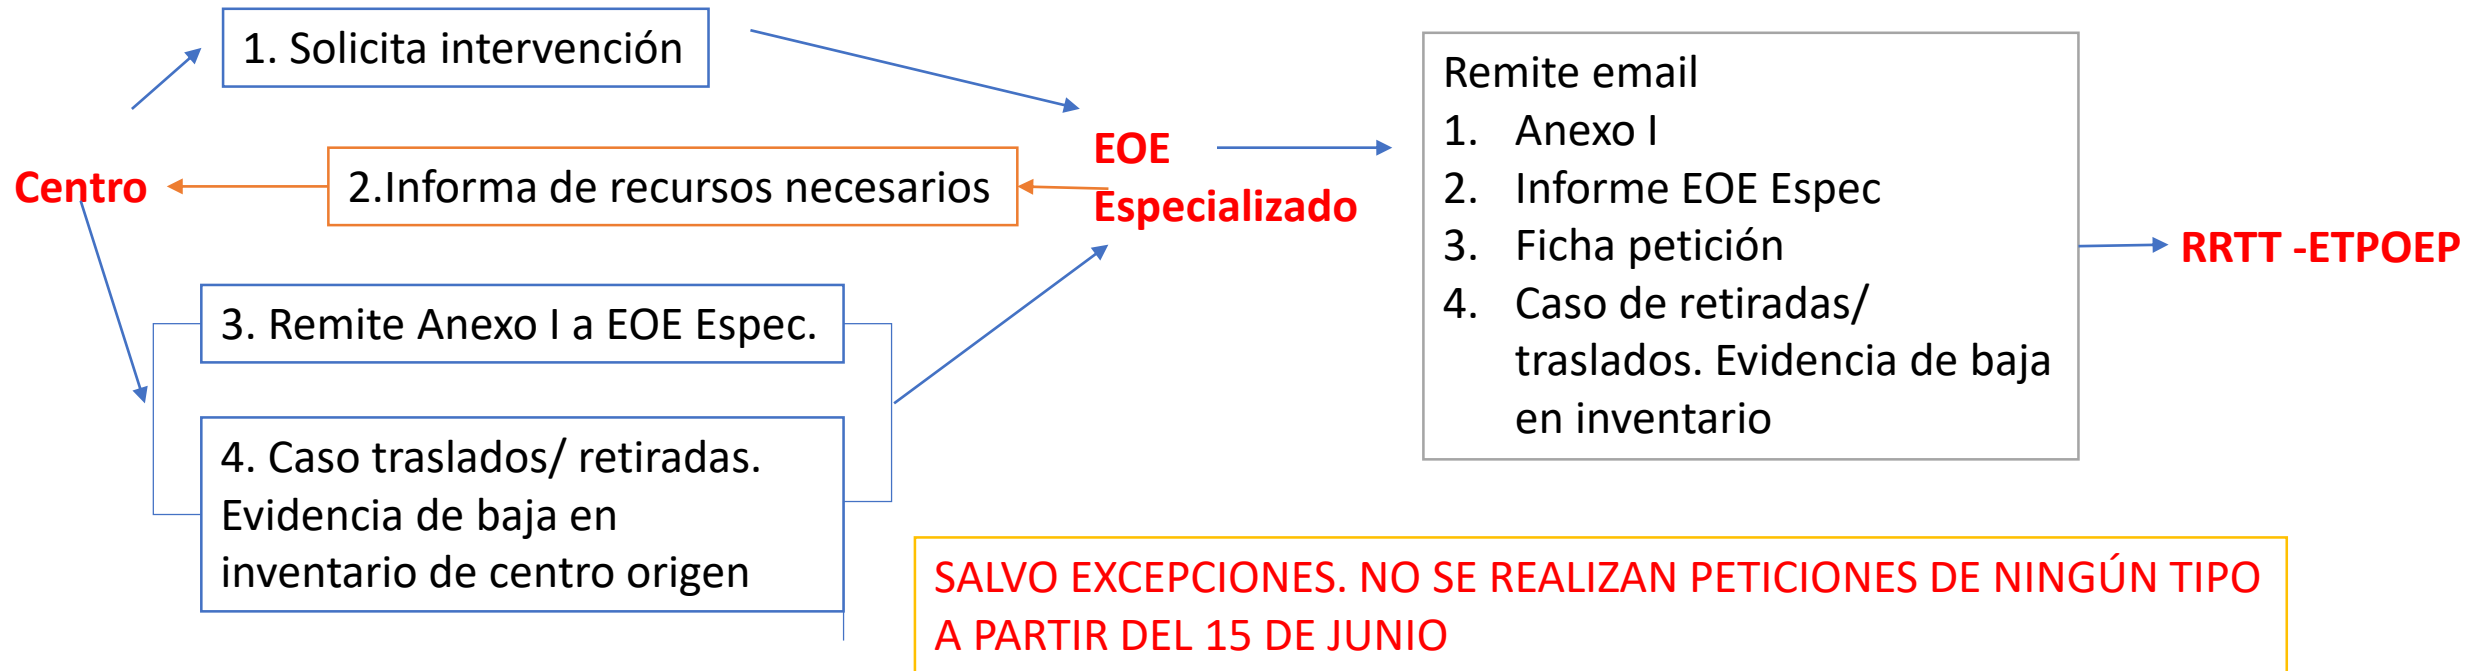 1. Solicita intervención
Centro
2.Informa de recursos necesarios
3. Remite Anexo I a EOE Espec.
4. Caso traslados/ retiradas.
Evidencia de baja en
inventario de centro origen
EOE
Especializado
Remite email
1. Anexo I
2. Informe EOE Espec
3. Ficha petición
4. Caso de retiradas/
traslados. Evidencia de baja
en inventario
RRTT -ETPOEP
SALVO EXCEPCIONES. NO SE REALIZAN PETICIONES DE NINGÚN TIPO
A PARTIR DEL 15 DE JUNIO